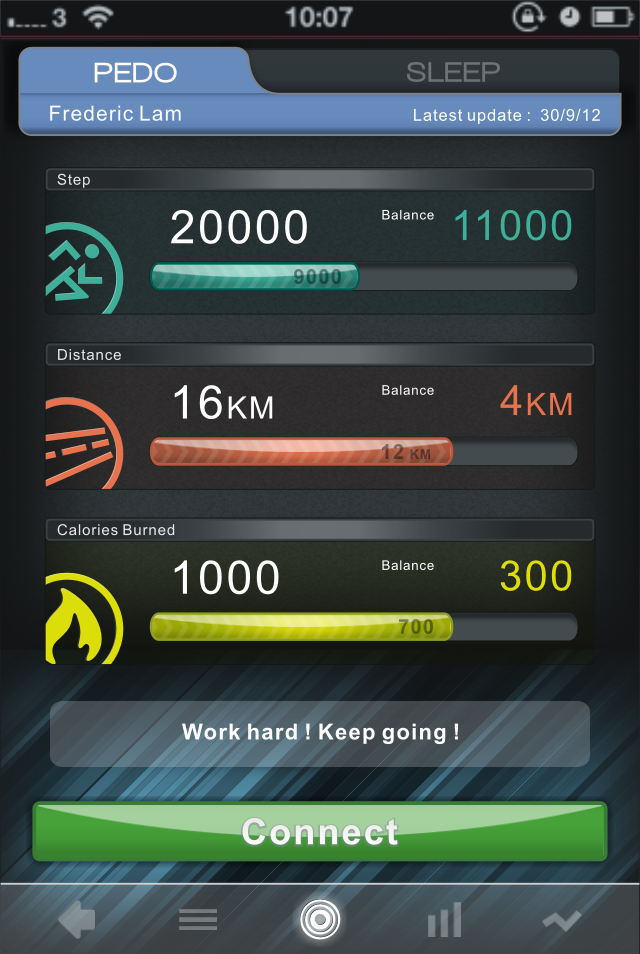 3 10:07
PEDO SLEEP
Frederic Lam Latest update : 30/9/12
Step
20000 Balance 11000
9000
Distance
16KM Balance 4KM
12 KM
Calories Burned
1000 Balance 300
700
Work hard ! Keep going !
Connect